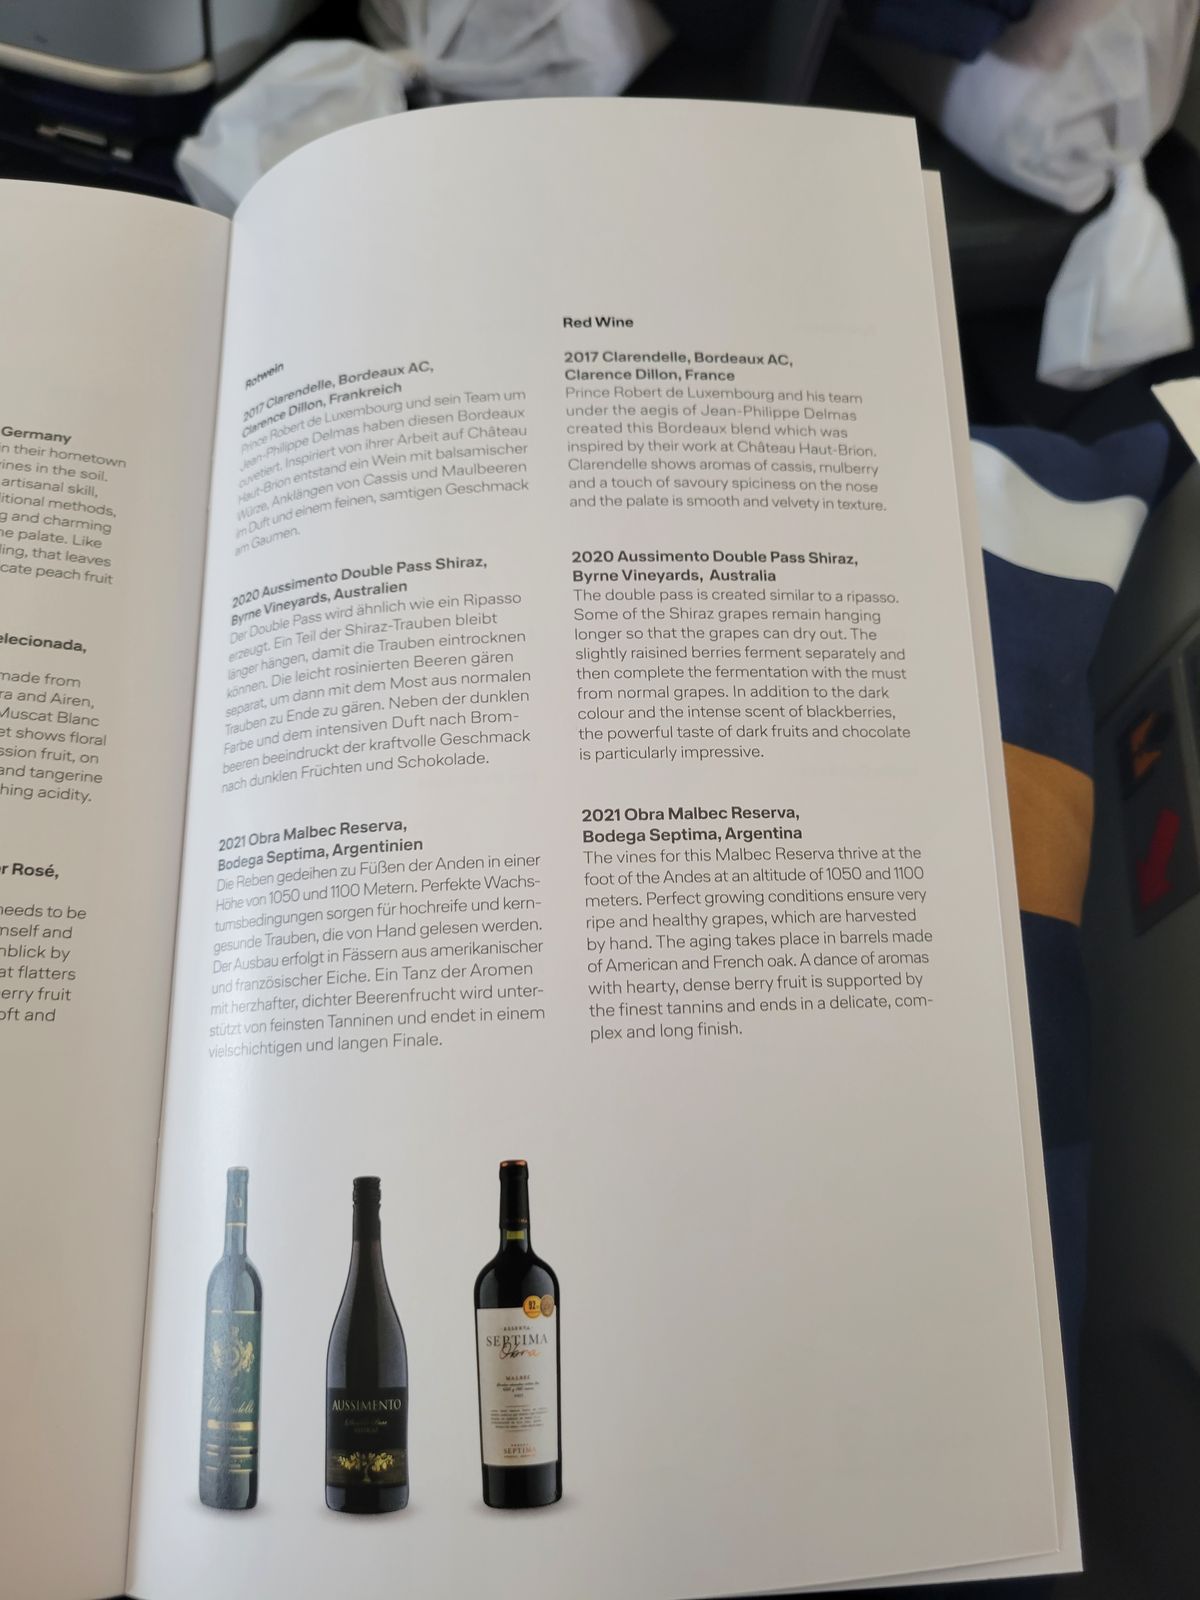 Germany
in their hometown
vines in the soil.
artisanal skill,
ditional methods,
g and charming
he palate. Like
ling, that leaves
cate peach fruit
elecionada,
made from
ra and Airen,
Muscat Blanc
et shows floral
ssion fruit, on
and tangerine
hing acidity.
r Rosé,
needs to be
mself and
nblick by
at flatters
erry fruit
oft and
Rotwein
2017 Clarendelle, Bordeaux AC,
Clarence Dillon, Frankreich
Prince Robert de Luxembourg und sein Team um
Jean-Philippe Delmas haben diesen Bordeaux
cuvetiert. Inspiriert von ihrer Arbeit auf Château
Haut-Brion entstand ein Wein mit balsamischer
Würze, Anklängen von Cassis und Maulbeeren
im Duft und einem feinen, samtigen Geschmack
am Gaumen.
2020 Aussimento Double Pass Shiraz,
Byrne Vineyards, Australien
Der Double Pass wird ähnlich wie ein Ripasso
erzeugt. Ein Teil der Shiraz-Trauben bleibt
länger hängen, damit die Trauben eintrocknen
können. Die leicht rosinierten Beeren gären
separat, um dann mit dem Most aus normalen
Trauben zu Ende zu gären. Neben der dunklen
Farbe und dem intensiven Duft nach Brom-
beeren beeindruckt der kraftvolle Geschmack
nach dunklen Früchten und Schokolade.
2021 Obra Malbec Reserva,
Bodega Septima, Argentinien
Die Reben gedeihen zu Füßen der Anden in einer
Höhe von 1050 und 1100 Metern. Perfekte Wachs-
tumsbedingungen sorgen für hochreife und kern-
gesunde Trauben, die von Hand gelesen werden.
Der Ausbau erfolgt in Fässern aus amerikanischer
und französischer Eiche. Ein Tanz der Aromen
mit herzhafter, dichter Beerenfrucht wird unter-
stützt von feinsten Tanninen und endet in einem
vielschichtigen und langen Finale.
Red Wine
2017 Clarendelle, Bordeaux AC,
Clarence Dillon, France
Prince Robert de Luxembourg and his team
under the aegis of Jean-Philippe Delmas
created this Bordeaux blend which was
inspired by their work at Château Haut-Brion.
Clarendelle shows aromas of cassis, mulberry
and a touch of savoury spiciness on the nose
and the palate is smooth and velvety in texture.
2020 Aussimento Double Pass Shiraz,
Byrne Vineyards, Australia
The double pass is created similar to a ripasso.
Some of the Shiraz grapes remain hanging
longer so that the grapes can dry out. The
slightly raisined berries ferment separately and
then complete the fermentation with the must
from normal grapes. In addition to the dark
colour and the intense scent of blackberries,
the powerful taste of dark fruits and chocolate
is particularly impressive.
2021 Obra Malbec Reserva,
Bodega Septima, Argentina
The vines for this Malbec Reserva thrive at the
foot of the Andes at an altitude of 1050 and 1100
meters. Perfect growing conditions ensure very
ripe and healthy grapes, which are harvested
by hand. The aging takes place in barrels made
of American and French oak. A dance of aromas
with hearty, dense berry fruit is supported by
the finest tannins and ends in a delicate, com-
plex and long finish.
Clarendelle
AUSSIMENTO
Double Pass
SHIRAZ
92
RESERVA
SEPTIMA
Obra
MALBEC
SEPTIMA